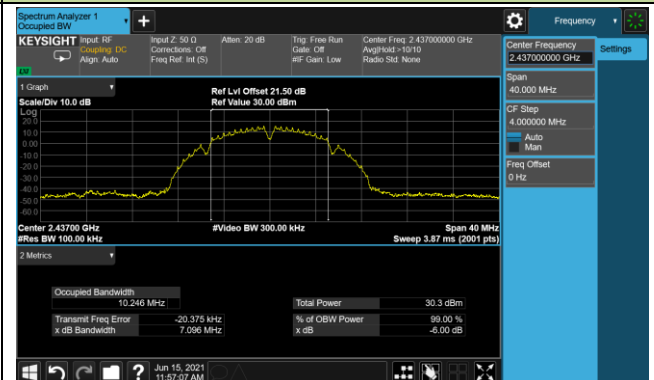 Spectrum Analyzer 1
Occupied BW
+
Frequency
KEYSIGHT
Input: RF
Coupling: DC
Align: Auto
Input Z: 50 Ω
Corrections: Off
Freq Ref: Int (S)
Atten: 20 dB
Trig: Free Run
Gate: Off
#IF Gain: Low
Center Freq: 2.437000000 GHz
Avg|Hold:>10/10
Radio Std: None
Center Frequency
2.437000000 GHz
Settings
Span
40.000 MHz
CF Step
4.000000 MHz
Auto
Man
Freq Offset
0 Hz
1 Graph
Scale/Div 10.0 dB
Ref Lvl Offset 21.50 dB
Ref Value 30.00 dBm
Log
20.0
10.0
0.00
-10.0
-20.0
-30.0
-40.0
-50.0
-60.0
Center 2.43700 GHz
#Res BW 100.00 kHz
#Video BW 300.00 kHz
Span 40 MHz
Sweep 3.87 ms (2001 pts)
2 Metrics
Occupied Bandwidth
10.246 MHz
Total Power 30.3 dBm
Transmit Freq Error -20.375 kHz
% of OBW Power 99.00 %
x dB Bandwidth 7.096 MHz
x dB -6.00 dB
?
Jun 15, 2021
11:57:07 AM